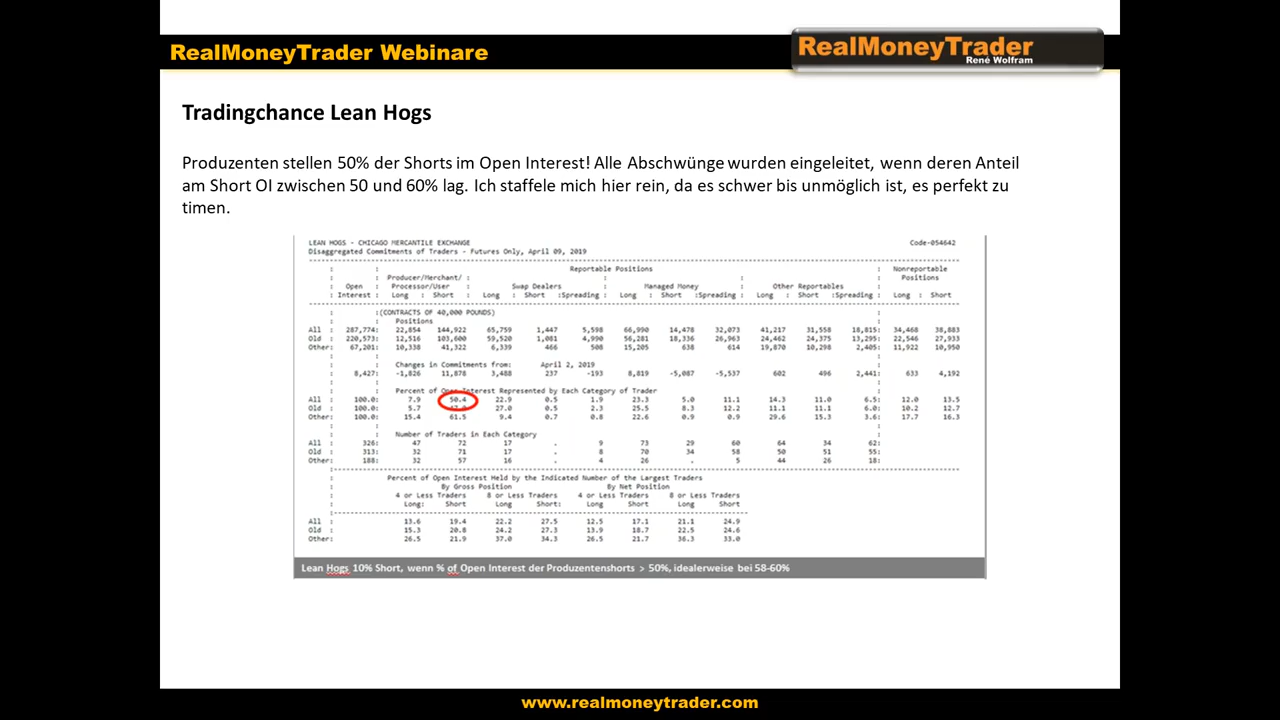 RealMoneyTrader Webinare
RealMoneyTrader
René Wolfram
Tradingchance Lean Hogs
Produzenten stellen 50% der Shorts im Open Interest! Alle Abschwünge wurden eingeleitet, wenn deren Anteil
am Short OI zwischen 50 und 60% lag. Ich staffele mich hier rein, da es schwer bis unmöglich ist, es perfekt zu
timen.
LEAN HOGS - CHICAGO MERCANTILE EXCHANGE Code-054642
Disaggregated Commitments of Traders - Futures Only, April 09, 2019
: : Reportable Positions : Nonreportable
: : Producer/Merchant/ : : : : Positions
: Open : Processor/User : Swap Dealers : Managed Money : Other Reportables :
: Interest : Long : Short : Long : Short :Spreading : Long : Short :Spreading : Long : Short :Spreading : Long : Short
: :(CONTRACTS OF 40,000 POUNDS) :
: : Positions :
All : 287,774: 22,854 144,922 65,759 1,447 5,598 66,990 14,478 32,073 41,217 31,558 18,815: 34,468 38,883
Old : 220,573: 12,516 103,600 59,520 1,081 4,990 56,281 18,336 26,963 24,462 24,375 13,295: 22,546 27,933
Other: 67,201: 10,338 41,322 6,339 466 508 15,205 638 614 19,870 10,298 2,405: 11,922 10,950
: : Changes in Commitments from: April 2, 2019 :
8,427: -1,826 11,878 3,488 237 -193 8,819 -5,087 -5,537 602 496 2,441: 633 4,192
: : Percent of Open Interest Represented by Each Category of Trader :
All : 100.0: 7.9 50.4 22.9 0.5 1.9 23.3 5.0 11.1 14.3 11.0 6.5: 12.0 13.5
Old : 100.0: 5.7 27.0 0.5 2.3 25.5 8.3 12.2 11.1 11.1 6.0: 10.2 12.7
Other: 100.0: 15.4 61.5 9.4 0.7 0.8 22.6 0.9 0.9 29.6 15.3 3.6: 17.7 16.3
: : Number of Traders in Each Category :
All : 326: 47 72 17 . 9 73 29 60 64 34 62:
Old : 313: 32 71 17 . 8 70 34 58 50 51 55:
Other: 188: 32 57 16 . 4 26 . 5 44 26 18:
: Percent of Open Interest Held by the Indicated Number of the Largest Traders
: By Gross Position By Net Position
: 4 or Less Traders 8 or Less Traders 4 or Less Traders 8 or Less Traders
: Long: Short Long Short: Long Short Long Short
All : 13.6 19.4 22.2 27.5 12.5 17.1 21.1 24.9
Old : 15.3 20.8 24.2 27.3 13.9 18.7 22.5 24.6
Other: 26.5 21.9 37.0 34.3 26.5 21.7 36.3 33.0
Lean Hogs 10% Short, wenn % of Open Interest der Produzentenshorts > 50%, idealerweise bei 58-60%
www.realmoneytrader.com